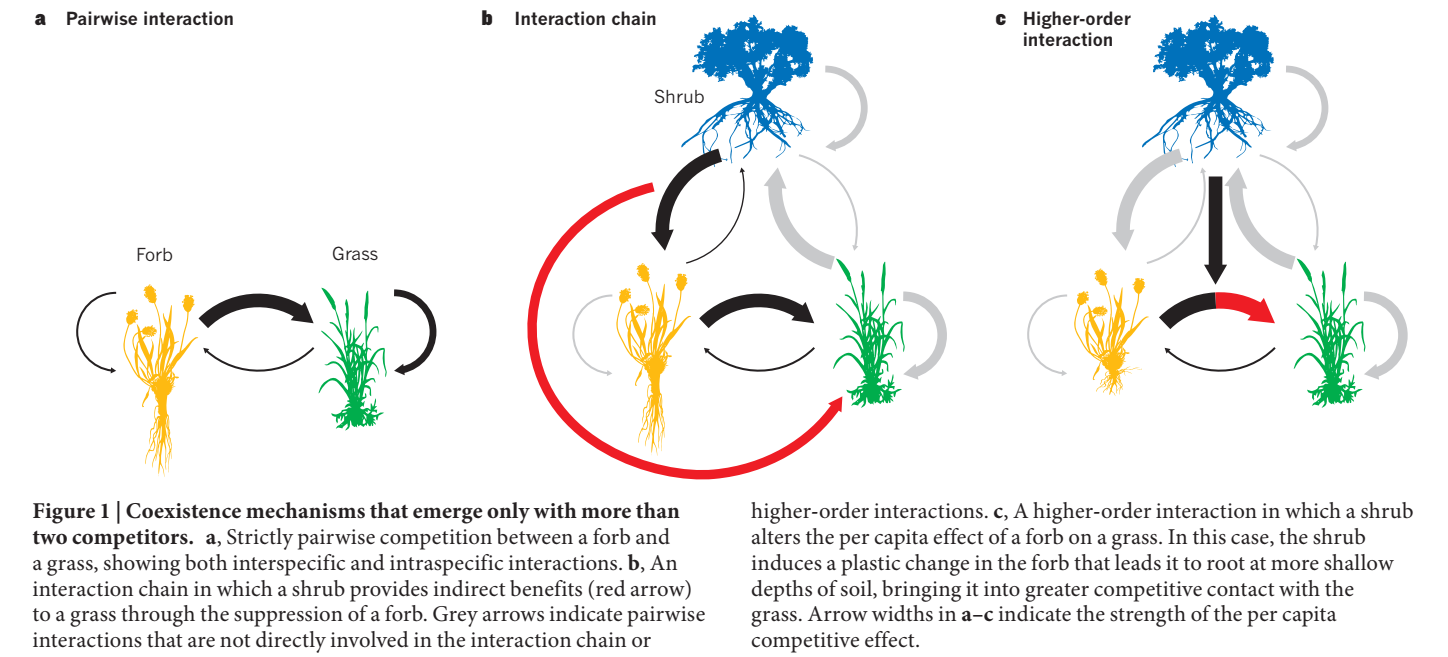 a Pairwise interaction
b Interaction chain
c Higher-order
interaction
Shrub
Forb
Grass
Figure 1 | Coexistence mechanisms that emerge only with more than
two competitors. a, Strictly pairwise competition between a forb and
a grass, showing both interspecific and intraspecific interactions. b, An
interaction chain in which a shrub provides indirect benefits (red arrow)
to a grass through the suppression of a forb. Grey arrows indicate pairwise
interactions that are not directly involved in the interaction chain or
higher-order interactions. c, A higher-order interaction in which a shrub
alters the per capita effect of a forb on a grass. In this case, the shrub
induces a plastic change in the forb that leads it to root at more shallow
depths of soil, bringing it into greater competitive contact with the
grass. Arrow widths in a–c indicate the strength of the per capita
competitive effect.